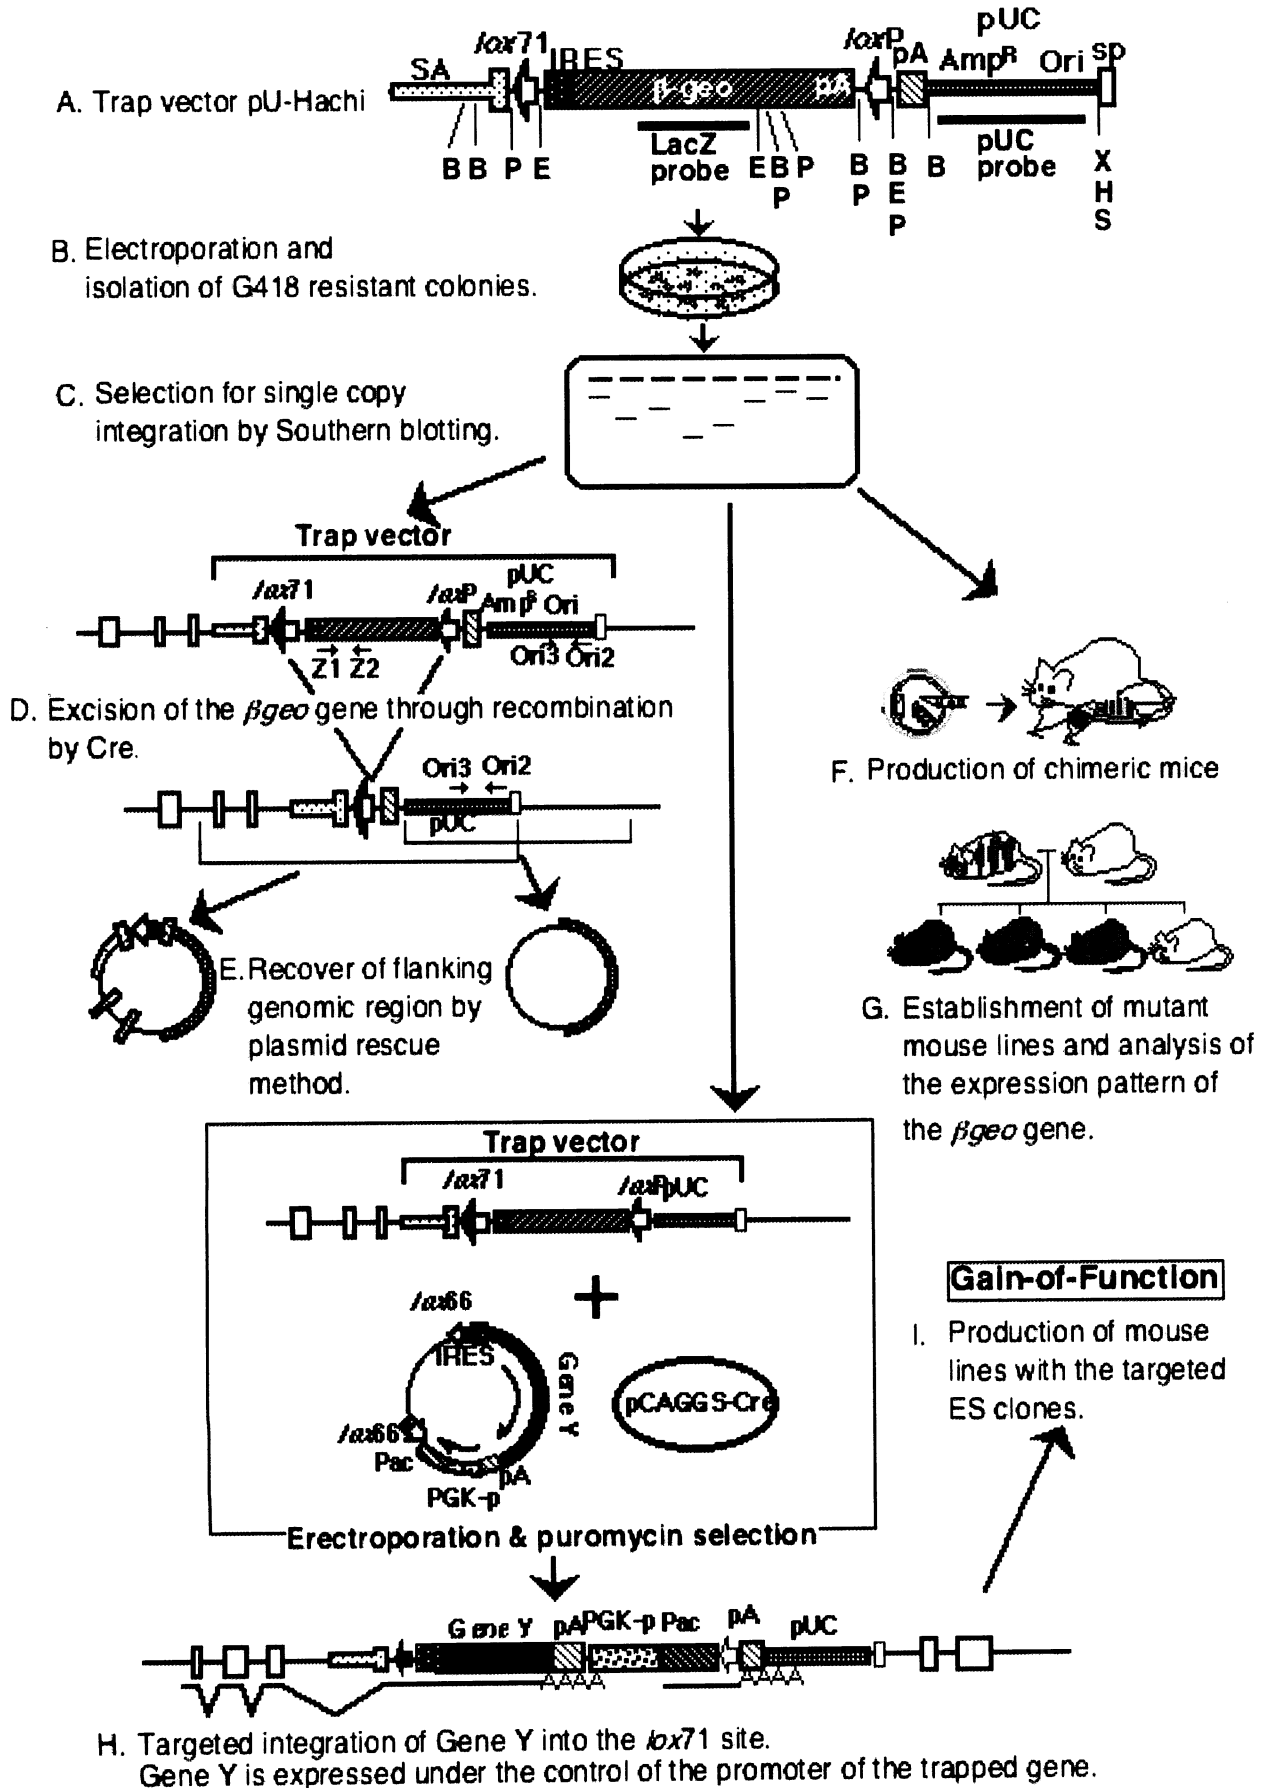 pUC
lox71 IRES loxP pA AmpR Ori sp
SA
A. Trap vector pU-Hachi β-geo pA
LacZ probe
pUC probe
B B P E E B P B B B X
P P E H
P S
B. Electroporation and
isolation of G418 resistant colonies.
C. Selection for single copy
integration by Southern blotting.
Trap vector
pUC
lox71 loxP AmpR Ori
Z1 Z2 Ori3 Ori2
D. Excision of the βgeo gene through recombination
by Cre.
Ori3 Ori2
pUC
E. Recover of flanking
genomic region by
plasmid rescue
method.
F. Production of chimeric mice
G. Establishment of mutant
mouse lines and analysis of
the expression pattern of
the βgeo gene.
Trap vector
lox71 loxP pUC
+
lox66
IRES
Gene Y
pCAGGS-Cre
lox66
Pac
pA
PGK-p
Erectroporation & puromycin selection
Gain-of-Function
I. Production of mouse
lines with the targeted
ES clones.
Gene Y pA PGK-p Pac pA pUC
A A A A A A A A
H. Targeted integration of Gene Y into the lox71 site.
Gene Y is expressed under the control of the promoter of the trapped gene.